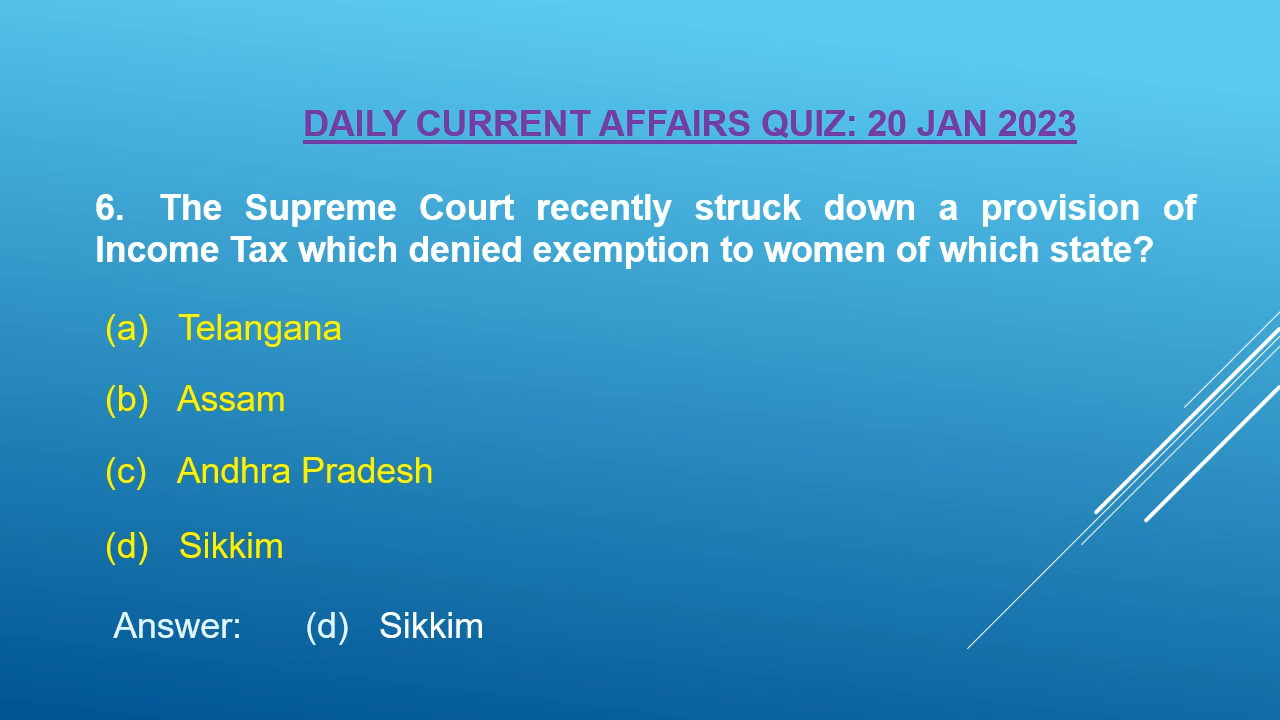 DAILY CURRENT AFFAIRS QUIZ: 20 JAN 2023
6. The Supreme Court recently struck down a provision of
Income Tax which denied exemption to women of which state?
(a) Telangana
(b) Assam
(c) Andhra Pradesh
(d) Sikkim
Answer: (d) Sikkim